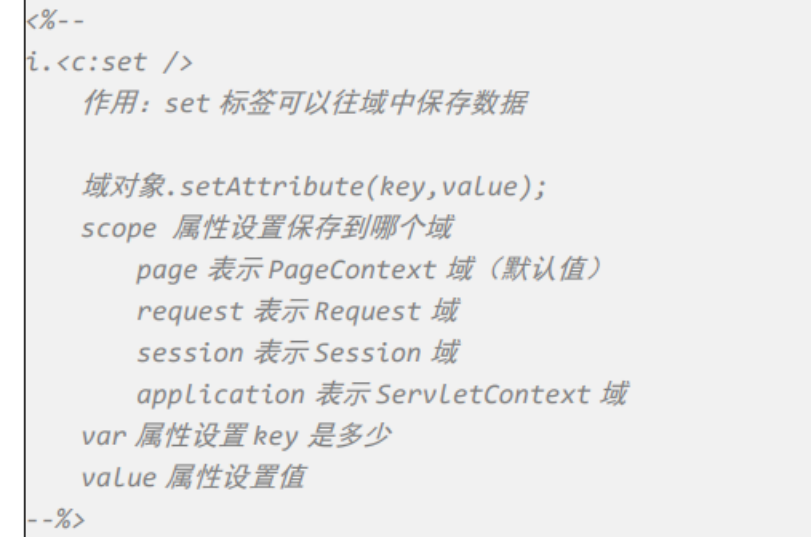 <%--
i.<c:set />
作用：set 标签可以往域中保存数据
域对象.setAttribute(key,value);
scope 属性设置保存到哪个域
page 表示 PageContext 域（默认值）
request 表示 Request 域
session 表示 Session 域
application 表示 ServletContext 域
var 属性设置 key 是多少
value 属性设置值
--%>